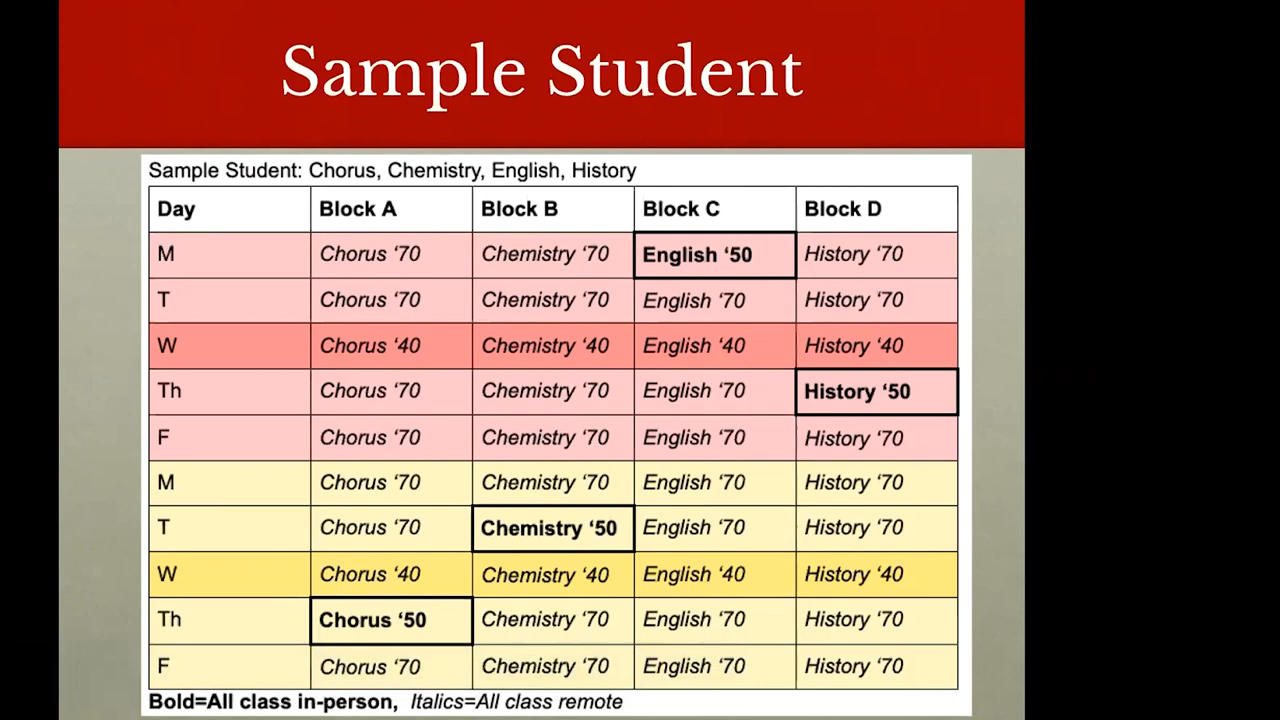 Sample Student
Sample Student: Chorus, Chemistry, English, History
Day Block A Block B Block C Block D
M Chorus ‘70 Chemistry ‘70 English ‘50 History ‘70
T Chorus ‘70 Chemistry ‘70 English ‘70 History ‘70
W Chorus ‘40 Chemistry ‘40 English ‘40 History ‘40
Th Chorus ‘70 Chemistry ‘70 English ‘70 History ‘50
F Chorus ‘70 Chemistry ‘70 English ‘70 History ‘70
M Chorus ‘70 Chemistry ‘70 English ‘70 History ‘70
T Chorus ‘70 Chemistry ‘50 English ‘70 History ‘70
W Chorus ‘40 Chemistry ‘40 English ‘40 History ‘40
Th Chorus ‘50 Chemistry ‘70 English ‘70 History ‘70
F Chorus ‘70 Chemistry ‘70 English ‘70 History ‘70
Bold=All class in-person, Italics=All class remote